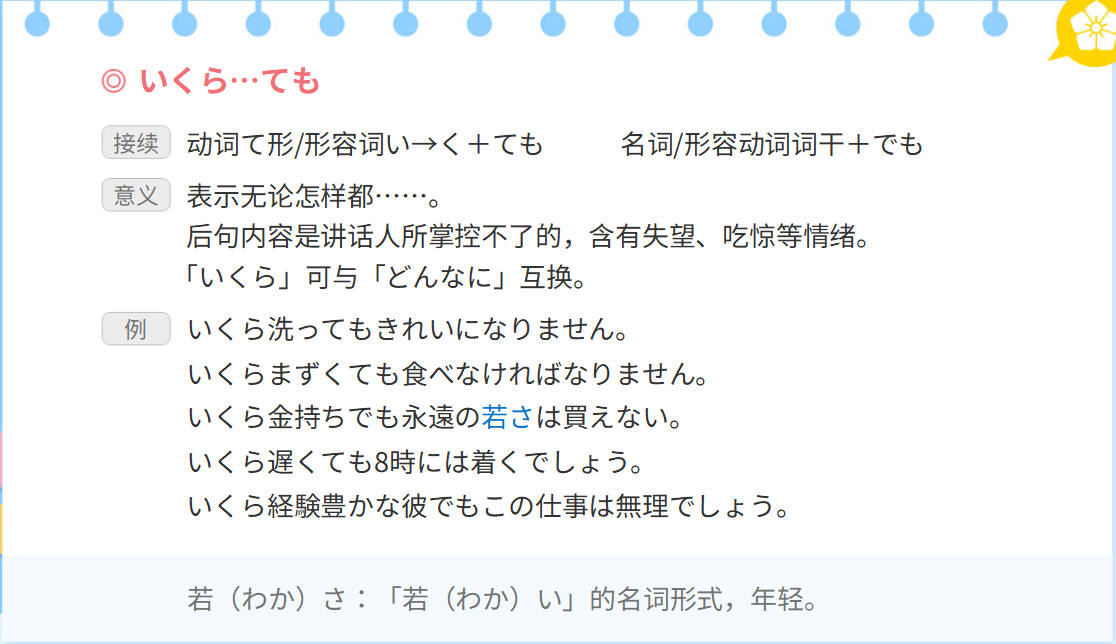 ◎ いくら…ても
接续 动词て形/形容词い→く＋ても 名词/形容动词词干＋でも
意义 表示无论怎样都……。
后句内容是讲话人所掌控不了的，含有失望、吃惊等情绪。
「いくら」可与「どんなに」互换。
例 いくら洗ってもきれいになりません。
いくらまずくても食べなければなりません。
いくら金持ちでも永遠の若さは買えない。
いくら遅くても8時には着くでしょう。
いくら経験豊かな彼でもこの仕事は無理でしょう。
若（わか）さ：「若（わか）い」的名词形式，年轻。